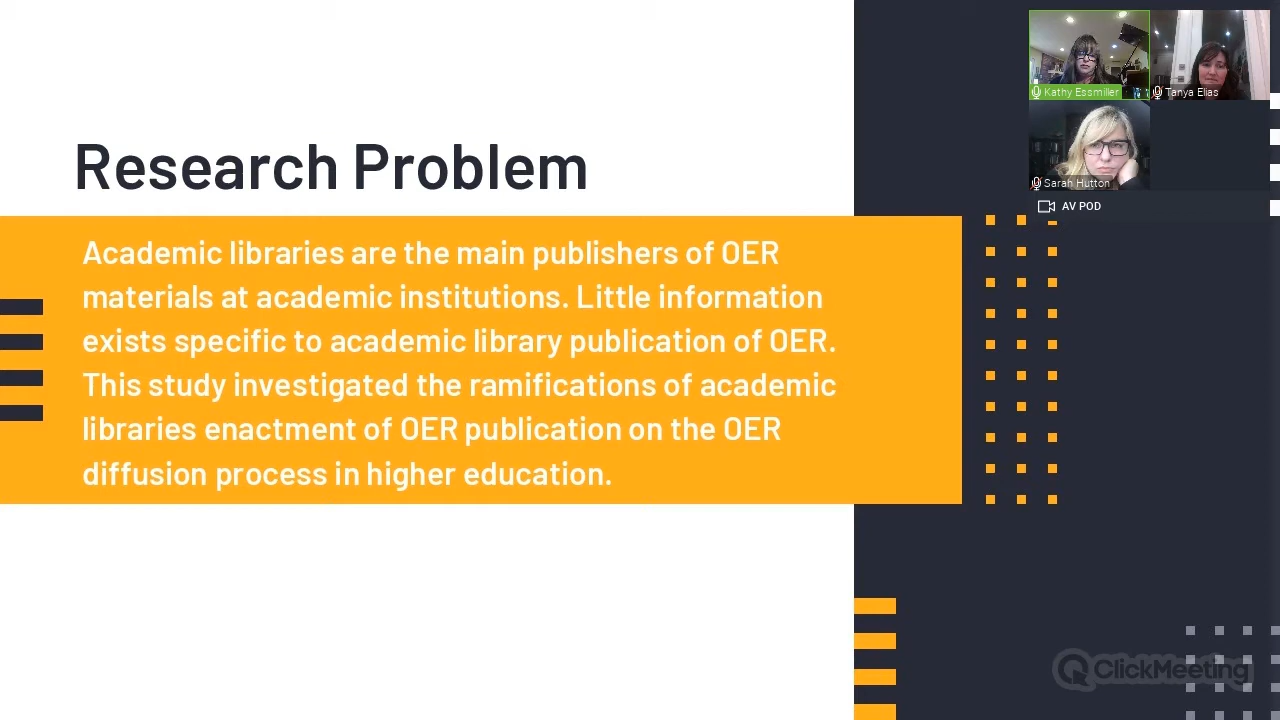 Research Problem
Academic libraries are the main publishers of OER
materials at academic institutions. Little information
exists specific to academic library publication of OER.
This study investigated the ramifications of academic
libraries enactment of OER publication on the OER
diffusion process in higher education.
Kathy Essmiller
Tanya Elias
Sarah Hutton
AV POD
ClickMeeting